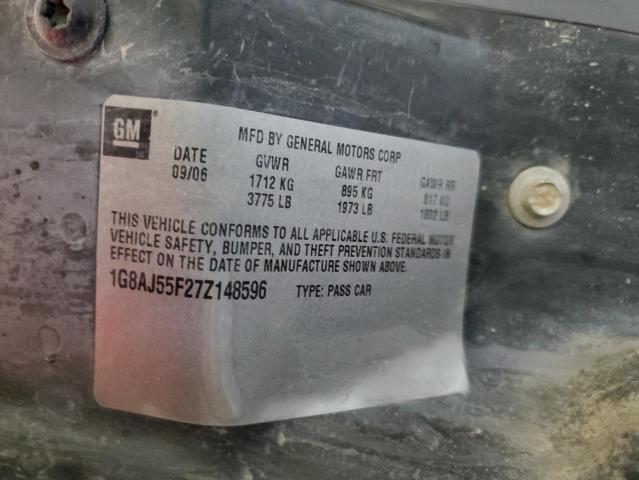 GM
MFD BY GENERAL MOTORS CORP
DATE GVWR GAWR FRT GAWR RR
09/06 1712 KG 895 KG 817 KG
3775 LB 1973 LB 1802 LB
THIS VEHICLE CONFORMS TO ALL APPLICABLE U.S. FEDERAL MOTOR
VEHICLE SAFETY, BUMPER, AND THEFT PREVENTION STANDARDS IN
EFFECT ON THE DATE OF MANUFACTURE SHOWN ABOVE.
1G8AJ55F27Z148596 TYPE: PASS CAR